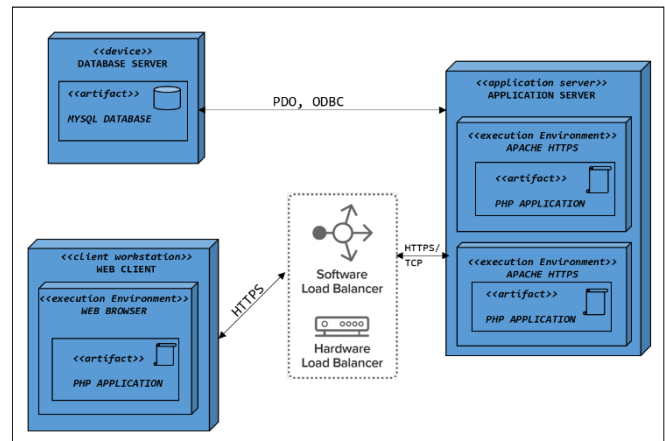 <<device>>
DATABASE SERVER
<<artifact>>
MYSQL DATABASE
PDO, ODBC
<<application server>>
APPLICATION SERVER
<<execution Environment>>
APACHE HTTPS
<<artifact>>
PHP APPLICATION
<<execution Environment>>
APACHE HTTPS
<<artifact>>
PHP APPLICATION
Software
Load Balancer
Hardware
Load Balancer
HTTPS/
TCP
HTTPS
<<client workstation>>
WEB CLIENT
<<execution Environment>>
WEB BROWSER
<<artifact>>
PHP APPLICATION